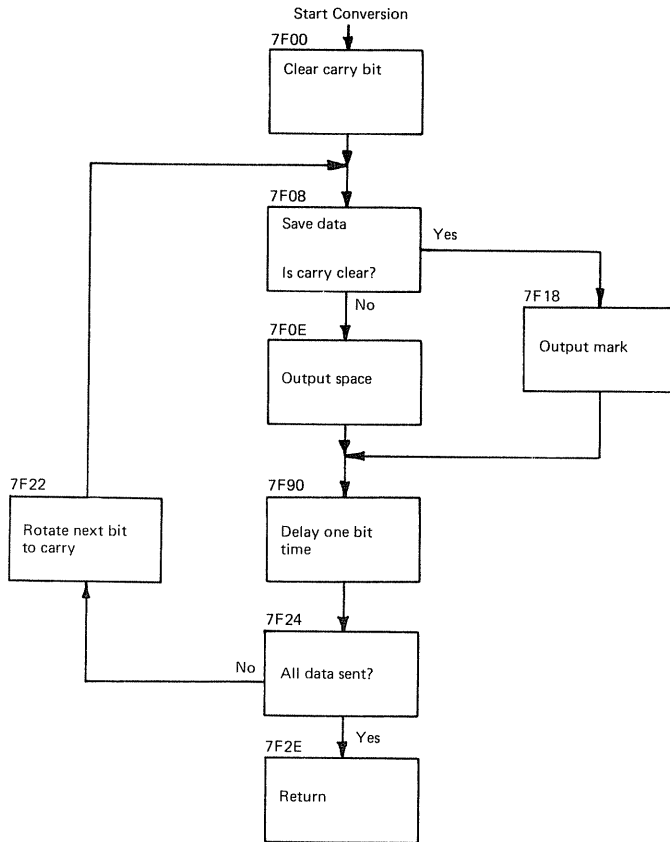 Start Conversion
7F00
Clear carry bit
7F08
Save data
Yes
Is carry clear?
No
7F18
7F0E
Output mark
Output space
7F22
7F90
Rotate next bit
to carry
Delay one bit
time
7F24
No
All data sent?
Yes
7F2E
Return